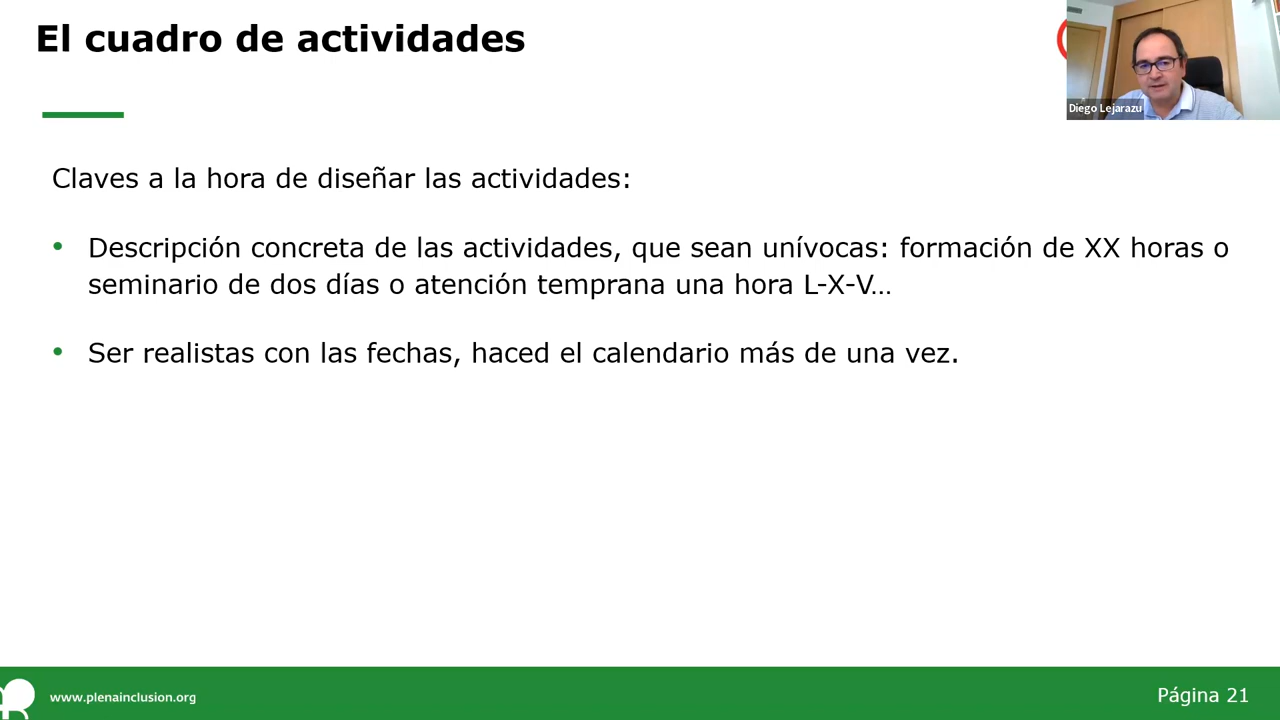 El cuadro de actividades
Diego Lejarazu
Claves a la hora de diseñar las actividades:
• Descripción concreta de las actividades, que sean unívocas: formación de XX horas o
seminario de dos días o atención temprana una hora L-X-V…
• Ser realistas con las fechas, haced el calendario más de una vez.
www.plenainclusion.org
Página 21